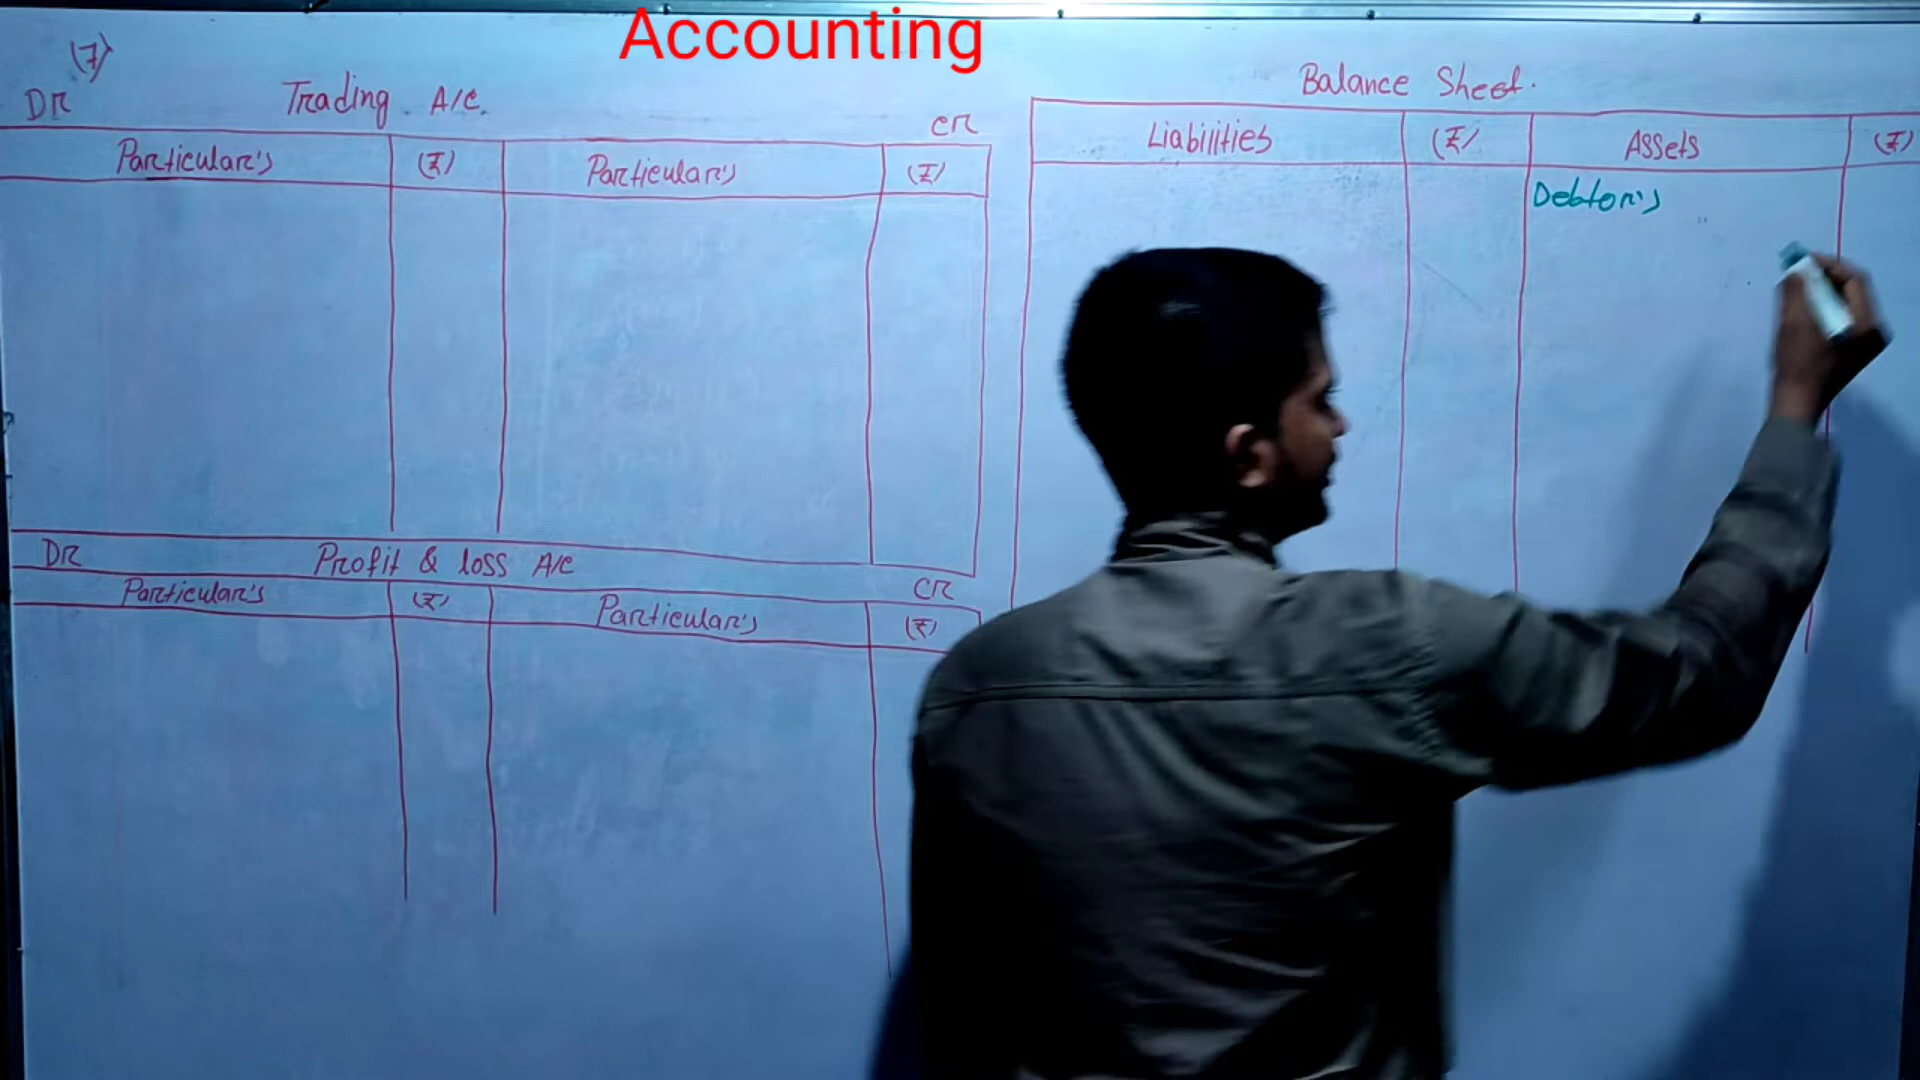 Accounting
(7)
DR Trading A/C. CR
Particular's (₹) Particular's (₹)
DR Profit & loss A/C CR
Particular's (₹) Particular's (₹)
Balance Sheet.
Liabilities (₹) Assets (₹)
Debtor's